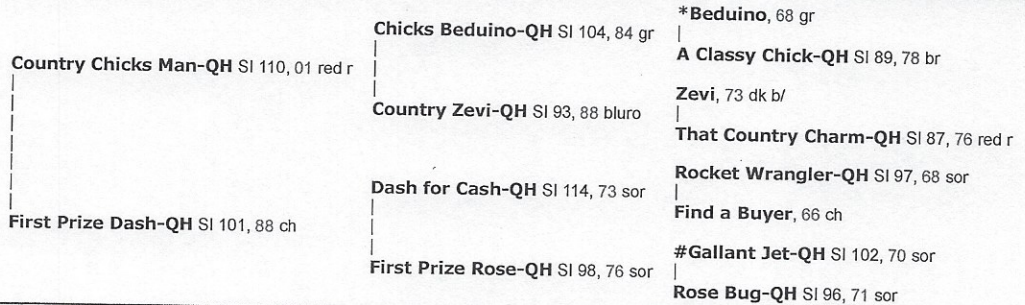 *Beduino, 68 gr
Chicks Beduino-QH SI 104, 84 gr
A Classy Chick-QH SI 89, 78 br
Country Chicks Man-QH SI 110, 01 red r
Zevi, 73 dk b/
Country Zevi-QH SI 93, 88 bluro
That Country Charm-QH SI 87, 76 red r
Rocket Wrangler-QH SI 97, 68 sor
Dash for Cash-QH SI 114, 73 sor
Find a Buyer, 66 ch
First Prize Dash-QH SI 101, 88 ch
#Gallant Jet-QH SI 102, 70 sor
First Prize Rose-QH SI 98, 76 sor
Rose Bug-QH SI 96, 71 sor